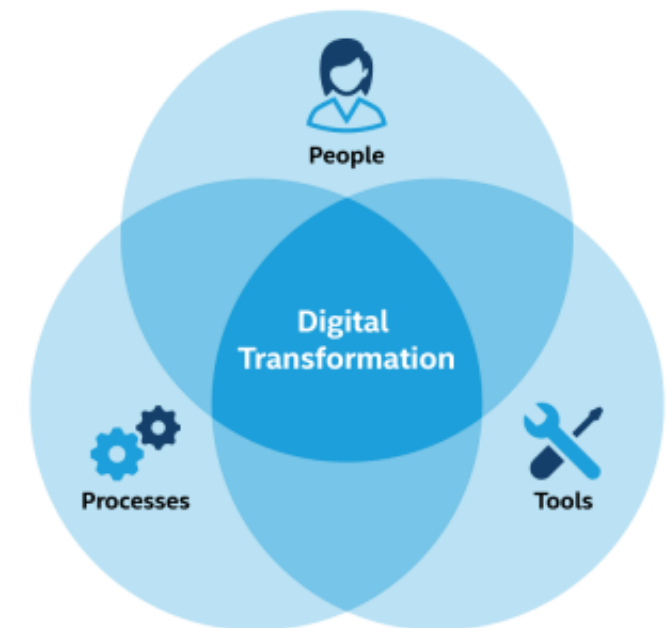 People
Digital
Transformation
Processes
Tools